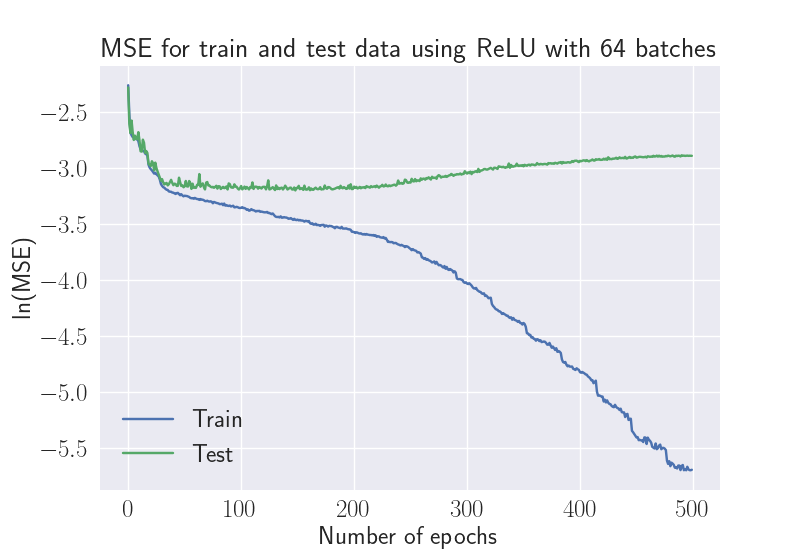 MSE for train and test data using ReLU with 64 batches
−2.5
−3.0
−3.5
−4.0
−4.5
−5.0
−5.5
ln(MSE)
Train
Test
0 100 200 300 400 500
Number of epochs